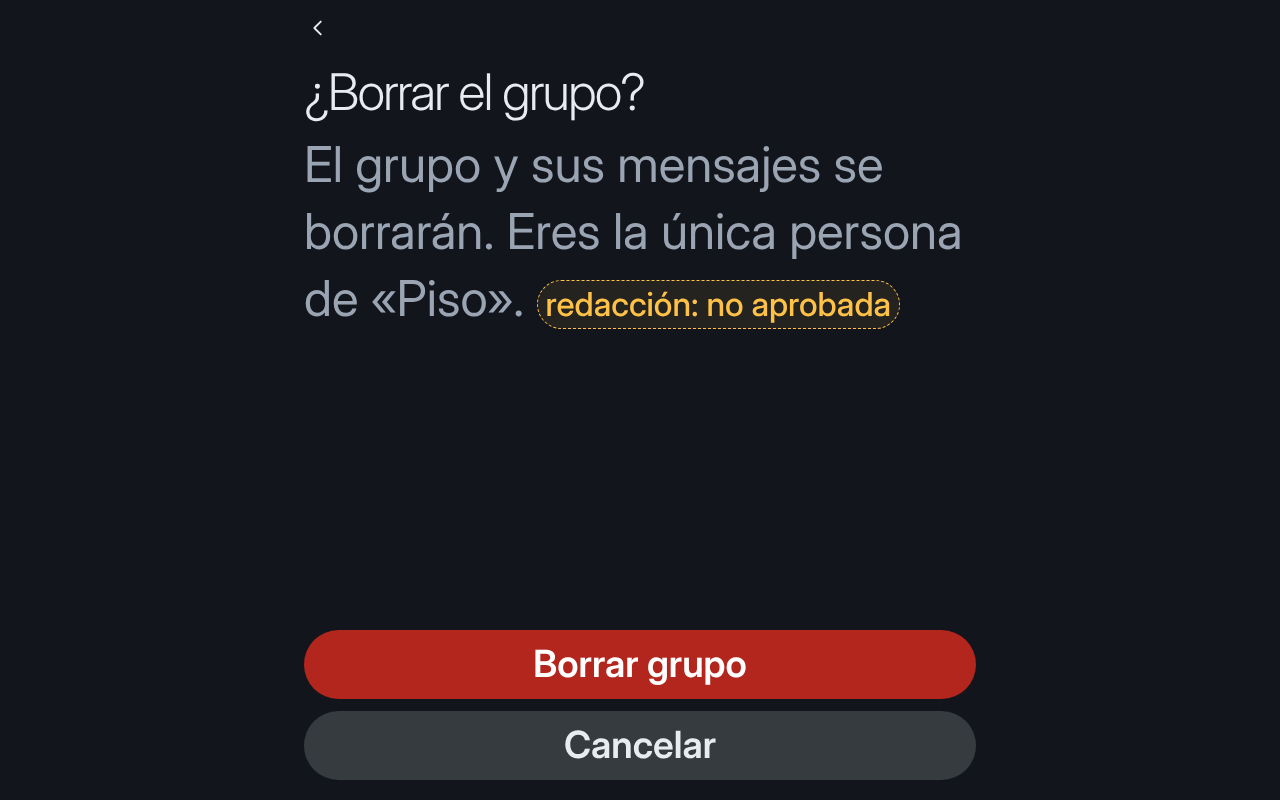 ¿Borrar el grupo?
El grupo y sus mensajes se
borrarán. Eres la única persona
de «Piso». redacción: no aprobada
Borrar grupo
Cancelar